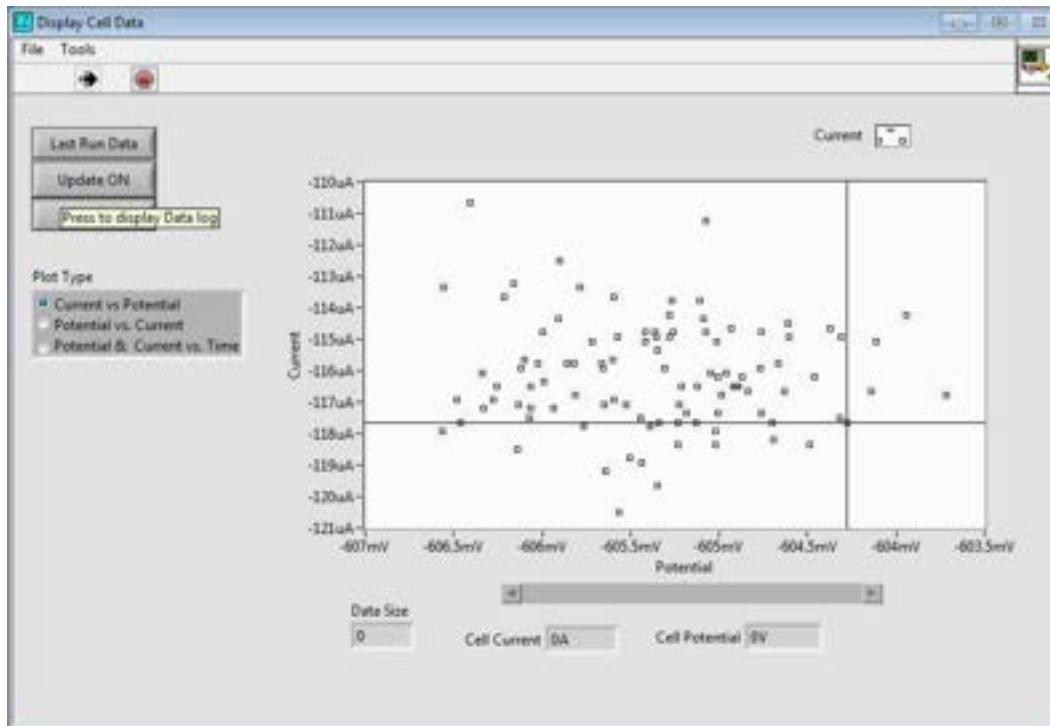 Display Cell Data
File Tools
Last Run Data
Update ON
Press to display Data log
Plot Type
Current vs Potential
Potential vs. Current
Potential & Current vs. Time
Current
-110uA
-111uA
-112uA
-113uA
-114uA
-115uA
-116uA
-117uA
-118uA
-119uA
-120uA
-121uA
Current
-607mV -606.5mV -606mV -605.5mV -605mV -604.5mV -604mV -603.5mV
Potential
Data Size
0
Cell Current 0A
Cell Potential 0V